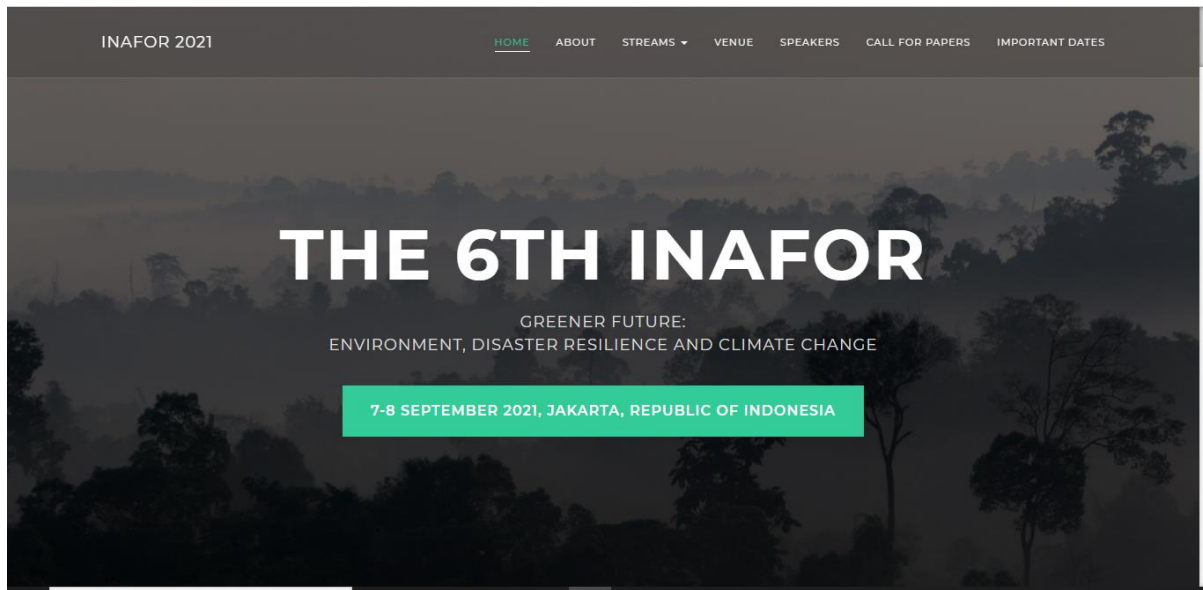 INAFOR 2021
HOME ABOUT STREAMS VENUE SPEAKERS CALL FOR PAPERS IMPORTANT DATES
THE 6TH INAFOR
GREENER FUTURE:
ENVIRONMENT, DISASTER RESILIENCE AND CLIMATE CHANGE
7-8 SEPTEMBER 2021, JAKARTA, REPUBLIC OF INDONESIA